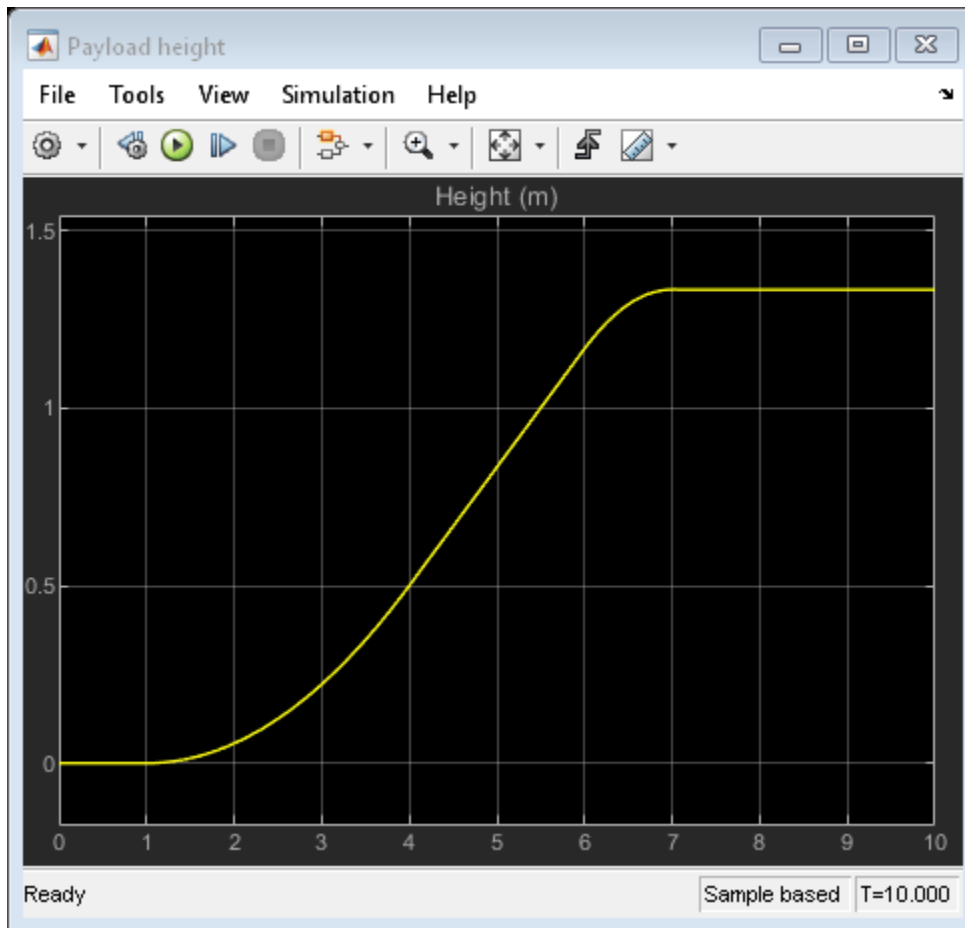 Payload height
File Tools View Simulation Help
Height (m)
1.5
1
0.5
0
0 1 2 3 4 5 6 7 8 9 10
Ready Sample based T=10.000